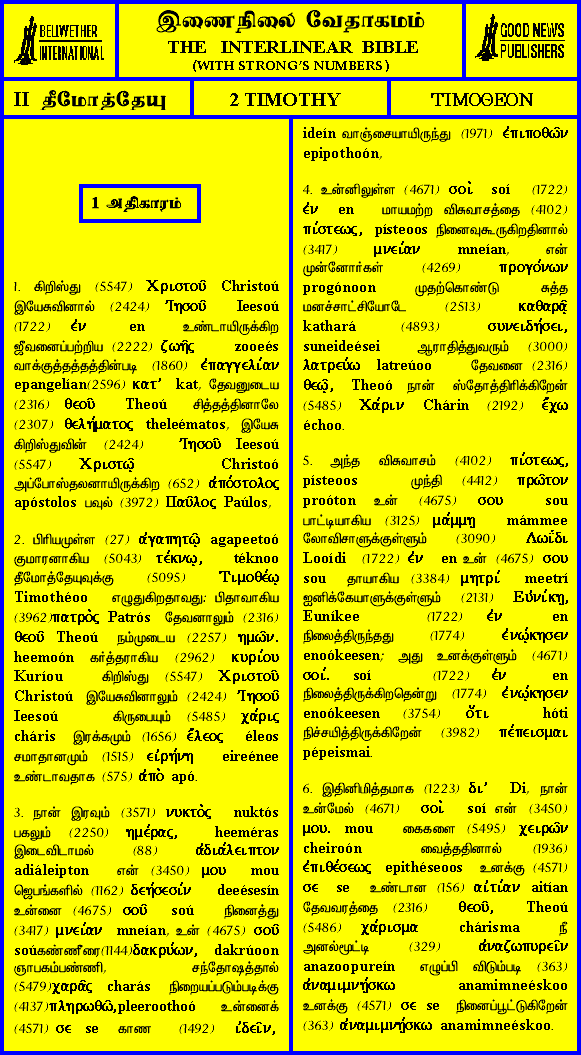 BELLWETHER
INTERNATIONAL
இணைநிலை வேதாகமம்
THE INTERLINEAR BIBLE
(WITH STRONG'S NUMBERS)
GOOD NEWS
PUBLISHERS
II தீமோத்தேயு
2 TIMOTHY
ΤΙΜΟΘΕΟΝ
1 அதிகாரம்
1. கிறிஸ்து (5547) Χριστοῦ Christoú
இயேசுவினால் (2424) Ἰησοῦ Ieesoú
(1722) ἐν en உண்டாயிருக்கிற
ஜீவனைப்பற்றிய (2222) ζωῆς zooeés
வாக்குத்தத்தத்தின்படி (1860) ἐπαγγελίαν
epangelían(2596) κατ' kat, தேவனுடைய
(2316) θεοῦ Theoú சித்தத்தினாலே
(2307) θελήματος theleématos, இயேசு
கிறிஸ்துவின் (2424) Ἰησοῦ Ieesoú
(5547) Χριστῷ Christoó
அப்போஸ்தலனாயிருக்கிற (652) ἀπόστολος
apóstolos பவுல் (3972) Παῦλος Paúlos,
2. பிரியமுள்ள (27) ἀγαπητῷ agapeetoó
குமாரனாகிய (5043) τέκνῳ, téknoo
தீமோத்தேயுவுக்கு (5095) Τιμοθέῳ
Timothéoo எழுதுகிறதாவது: பிதாவாகிய
(3962)πατρὸς Patrós தேவனாலும் (2316)
θεοῦ Theoú நம்முடைய (2257) ημῶν.
heemoón கர்த்தராகிய (2962) κυρίου
Kuríou கிறிஸ்து (5547) Χριστοῦ
Christoú இயேசுவினாலும் (2424) Ἰησοῦ
Ieesoú கிருபையும் (5485) χάρις
cháris இரக்கமும் (1656) ἔλεος éleos
சமாதானமும் (1515) εἰρήνη eireénee
உண்டாவதாக (575) ἀπὸ apó.
3. நான் இரவும் (3571) νυκτὸς nuktós
பகலும் (2250) ημέρας, heeméras
இடைவிடாமல் (88) ἀδιάλειπτον
adiáleipton என் (3450) μου mou
ஜெபங்களில் (1162) δεήσεσίν deeésesín
உன்னை (4675) σοῦ soú நினைத்து
(3417) μνείαν mneían, உன் (4675) σοῦ
soúகண்ணீரை(1144)δακρύων, dakrúoon
ஞாபகம்பண்ணி, சந்தோஷத்தால்
(5479)χαρᾶς charás நிறையப்படும்படிக்கு
(4137)πληρωθῶ,pleeroothoó உன்னைக்
(4571) σε se காண (1492) ἰδεῖν,
ideín வாஞ்சையாயிருந்து (1971) ἐπιποθῶν
epipothoón,
4. உன்னிலுள்ள (4671) σοὶ soí (1722)
ἐν en மாயமற்ற விசுவாசத்தை (4102)
πίστεως, písteoos நினைவுகூருகிறதினால்
(3417) μνείαν mneían, என்
முன்னோர்கள் (4269) προγόνων
progónoon முதற்கொண்டு சுத்த
மனச்சாட்சியோடே (2513) καθαρᾷ
kathará (4893) συνειδήσει,
suneideései ஆராதித்துவரும் (3000)
λατρεύω latreúoo தேவனை (2316)
θεῷ, Theoó நான் ஸ்தோத்திரிக்கிறேன்
(5485) Χάριν Chárin (2192) ἔχω
échoo.
5. அந்த விசுவாசம் (4102) πίστεως,
písteoos முந்தி (4412) πρῶτον
proóton உன் (4675) σου sou
பாட்டியாகிய (3125) μάμμῃ mámmee
லோவிசாளுக்குள்ளும் (3090) Λωΐδι
Looídi (1722) ἐν en உன் (4675) σου
sou தாயாகிய (3384) μητρί meetrí
ஐனிக்கேயாளுக்குள்ளும் (2131) Εὐνίκῃ,
Euníkee (1722) ἐν en
நிலைத்திருந்தது (1774) ἐνῴκησεν
enoókeesen; அது உனக்குள்ளும் (4671)
σοί. soí (1722) ἐν en
நிலைத்திருக்கிறதென்று (1774) ἐνῴκησεν
enoókeesen (3754) ὅτι hóti
நிச்சயித்திருக்கிறேன் (3982) πέπεισμαι
pépeismai.
6. இதினிமித்தமாக (1223) δι' Di, நான்
உன்மேல் (4671) σοὶ soí என் (3450)
μου. mou கைகளை (5495) χειρῶν
cheiroón வைத்ததினால் (1936)
ἐπιθέσεως epithéseoos உனக்கு (4571)
σε se உண்டான (156) αἰτίαν aitían
தேவவரத்தை (2316) θεοῦ, Theoú
(5486) χάρισμα chárisma நீ
அனல்மூட்டி (329) ἀναζωπυρεῖν
anazoopureín எழுப்பி விடும்படி (363)
ἀναμιμνῄσκω anamimneéskoo
உனக்கு (4571) σε se நினைப்பூட்டுகிறேன்
(363) ἀναμιμνῄσκω anamimneéskoo.